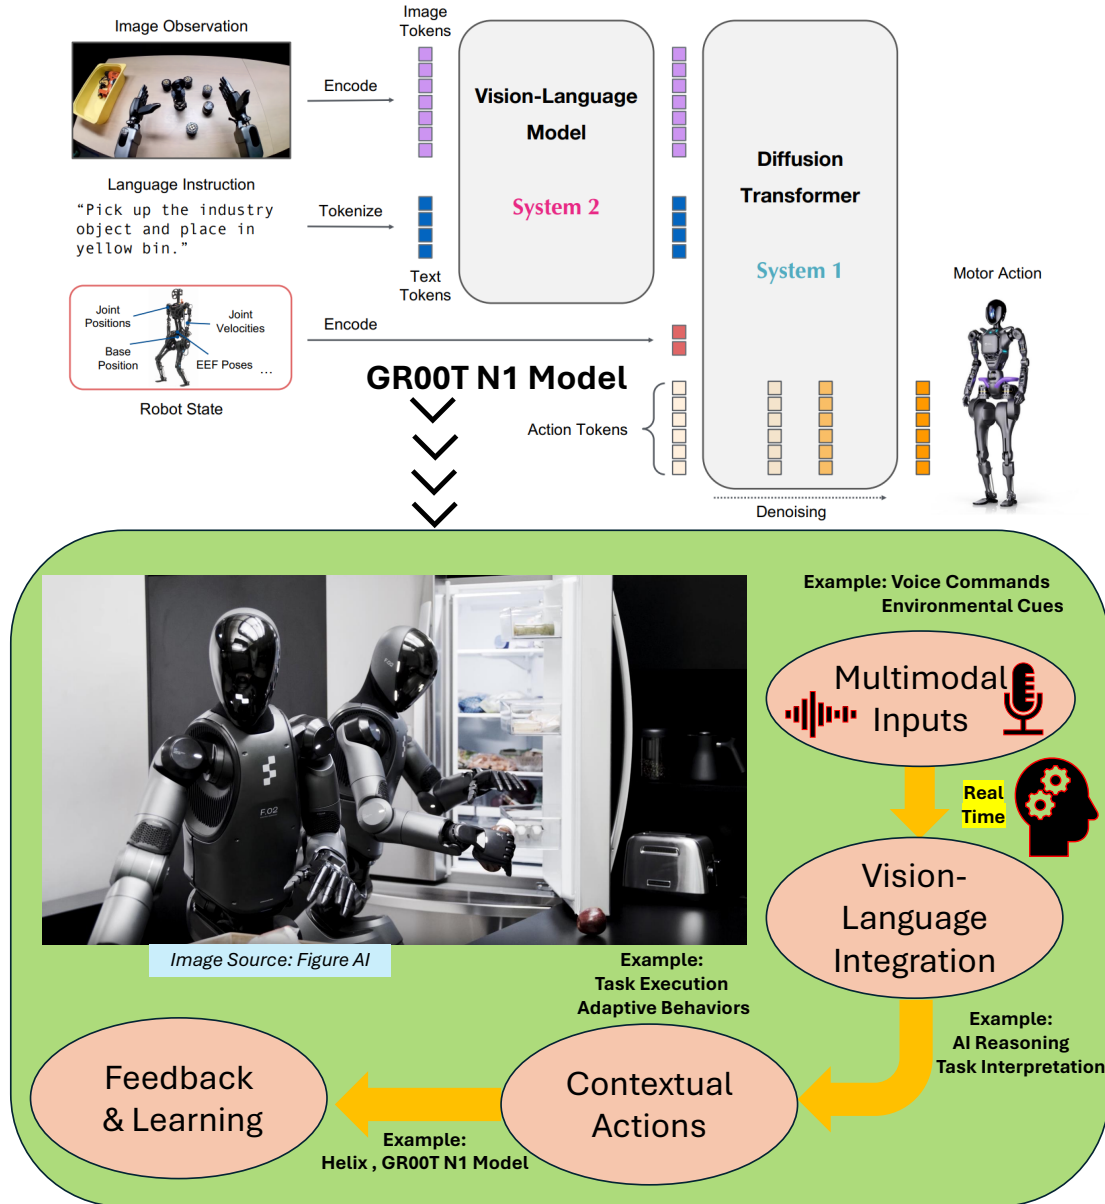 Image Observation
Image
Tokens
Encode
Vision-Language
Model
System 2
Diffusion
Transformer
System 1
Language Instruction
“Pick up the industry
object and place in
yellow bin.”
Tokenize
Text
Tokens
Motor Action
Joint
Positions
Joint
Velocities
Base
Position
EEF Poses ...
Robot State
Encode
GR00T N1 Model
Action Tokens
Denoising
Example: Voice Commands
Environmental Cues
Multimodal
Inputs
Real
Time
F.02
Vision-
Language
Integration
Image Source: Figure AI
Example:
Task Execution
Adaptive Behaviors
Example:
AI Reasoning
Task Interpretation
Contextual
Actions
Feedback
& Learning
Example:
Helix , GR00T N1 Model